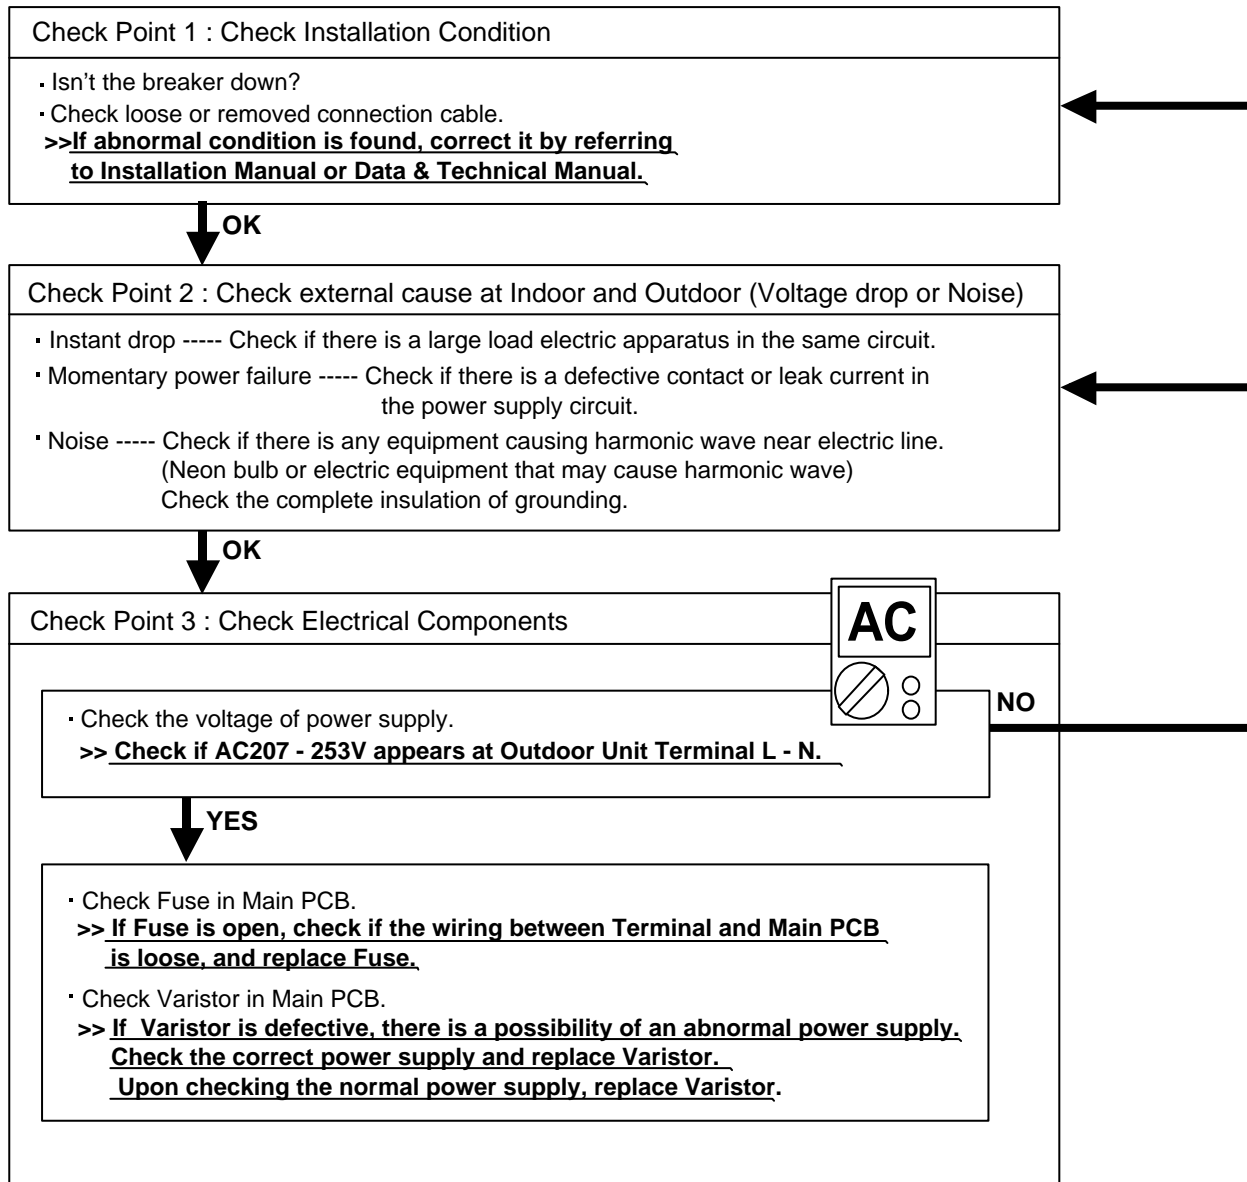 Check Point 1 : Check Installation Condition
· Isn't the breaker down?
· Check loose or removed connection cable.
>>If abnormal condition is found, correct it by referring
to Installation Manual or Data & Technical Manual.
OK
Check Point 2 : Check external cause at Indoor and Outdoor (Voltage drop or Noise)
· Instant drop ----- Check if there is a large load electric apparatus in the same circuit.
· Momentary power failure ----- Check if there is a defective contact or leak current in
the power supply circuit.
· Noise ----- Check if there is any equipment causing harmonic wave near electric line.
(Neon bulb or electric equipment that may cause harmonic wave)
Check the complete insulation of grounding.
OK
Check Point 3 : Check Electrical Components
AC
· Check the voltage of power supply.
>> Check if AC207 - 253V appears at Outdoor Unit Terminal L - N.
NO
YES
· Check Fuse in Main PCB.
>> If Fuse is open, check if the wiring between Terminal and Main PCB
is loose, and replace Fuse.
· Check Varistor in Main PCB.
>> If  Varistor is defective, there is a possibility of an abnormal power supply.
Check the correct power supply and replace Varistor.
Upon checking the normal power supply, replace Varistor.